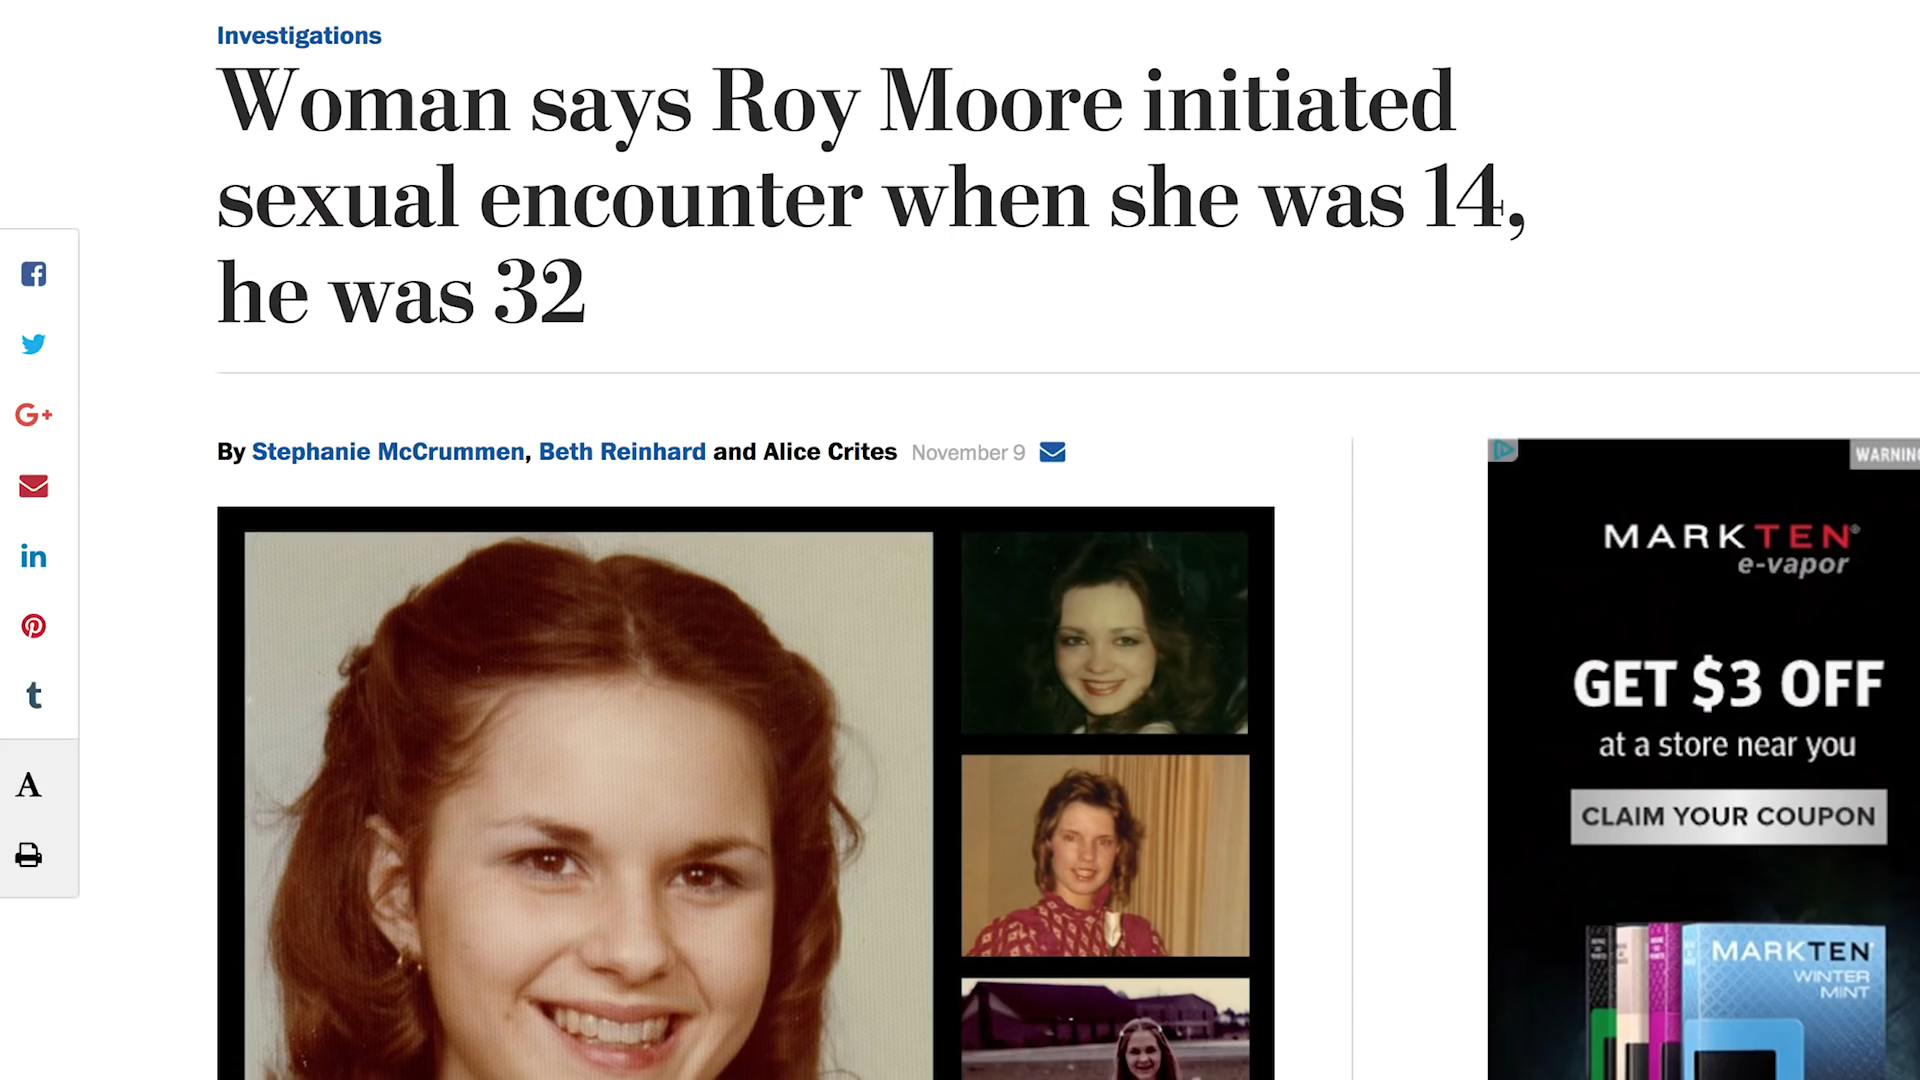 Investigations
Woman says Roy Moore initiated
sexual encounter when she was 14,
he was 32
By Stephanie McCrummen, Beth Reinhard and Alice Crites November 9
G+
in
t
A
WARNING
MARKTEN®
e-vapor
GET $3 OFF
at a store near you
CLAIM YOUR COUPON
MARKTEN
WINTER
MINT